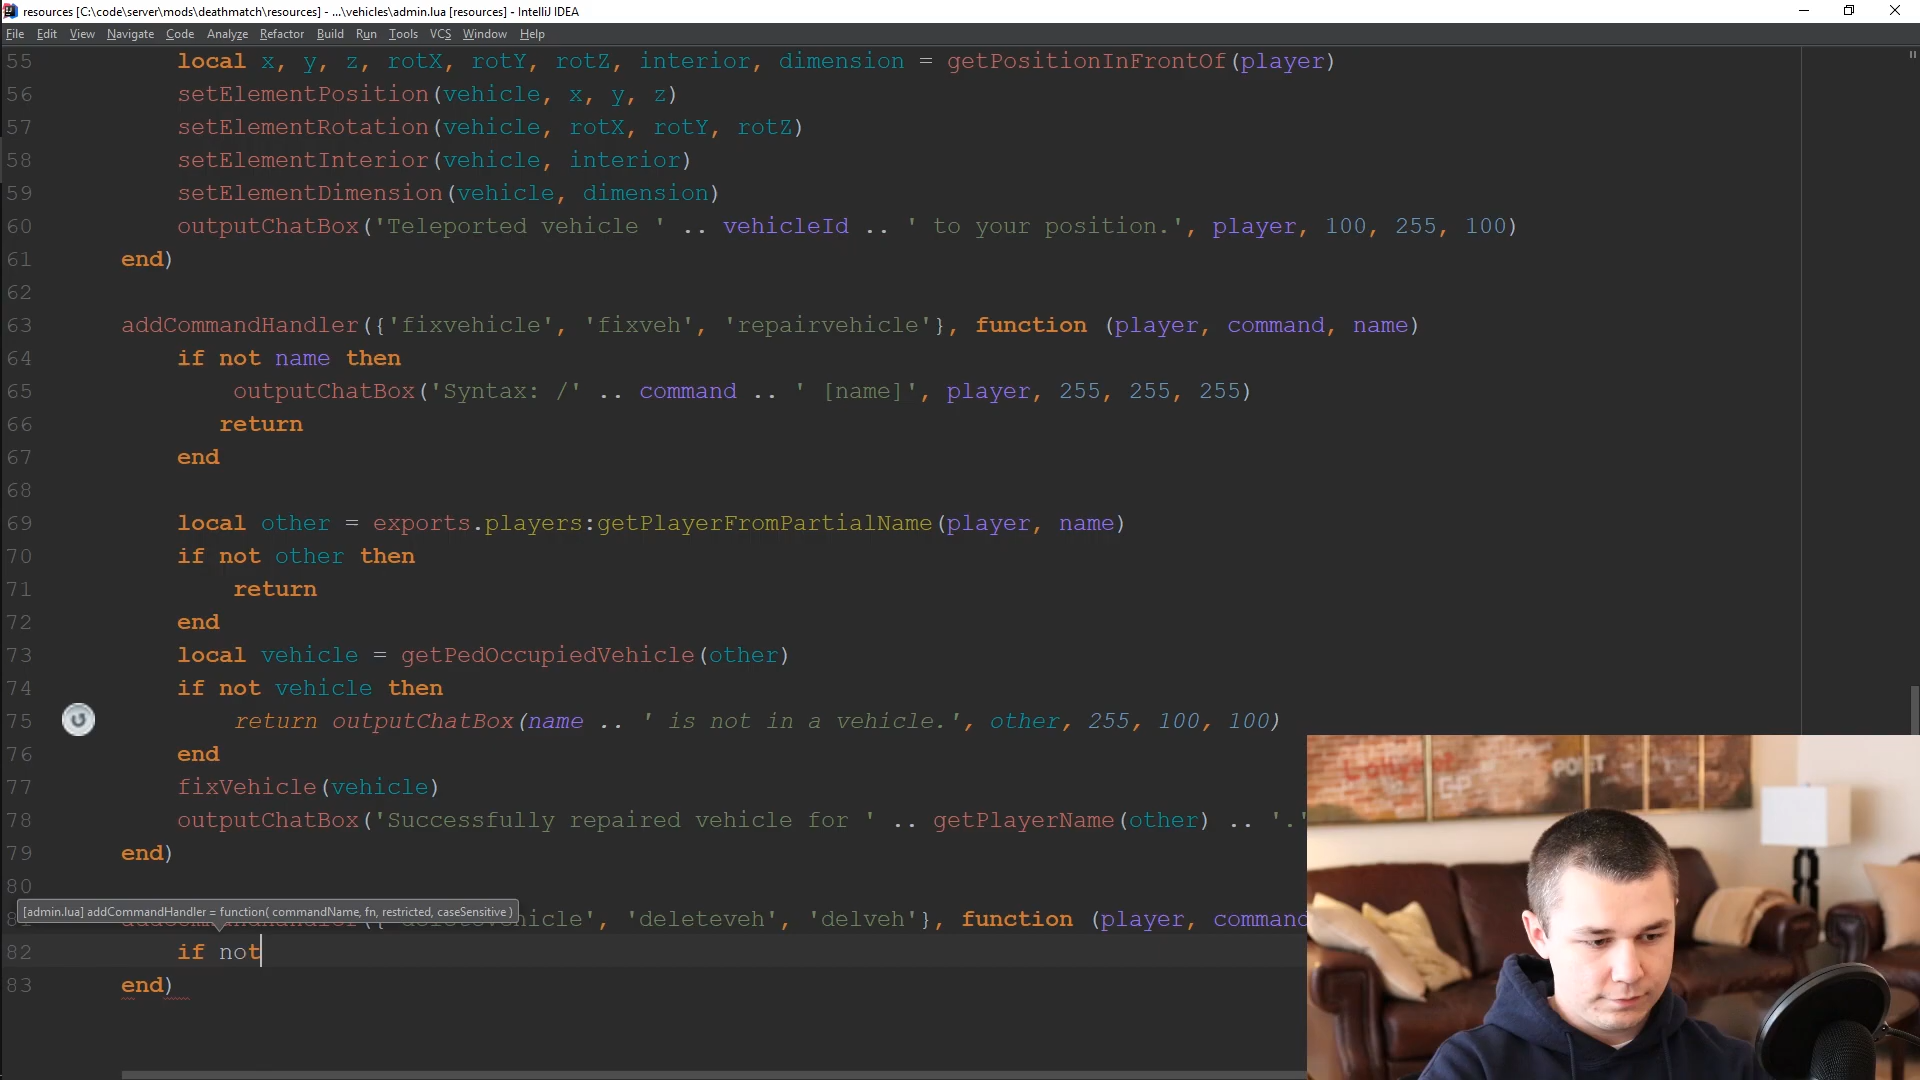 resources [C:\code\server\mods\deathmatch\resources] - ...\vehicles\admin.lua [resources] - IntelliJ IDEA
File Edit View Navigate Code Analyze Refactor Build Run Tools VCS Window Help
55 local x, y, z, rotX, rotY, rotZ, interior, dimension = getPositionInFrontOf(player)
56 setElementPosition(vehicle, x, y, z)
57 setElementRotation(vehicle, rotX, rotY, rotZ)
58 setElementInterior(vehicle, interior)
59 setElementDimension(vehicle, dimension)
60 outputChatBox('Teleported vehicle ' .. vehicleId .. ' to your position.', player, 100, 255, 100)
61 end)
62
63 addCommandHandler({'fixvehicle', 'fixveh', 'repairvehicle'}, function (player, command, name)
64 if not name then
65 outputChatBox('Syntax: /' .. command .. ' [name]', player, 255, 255, 255)
66 return
67 end
68
69 local other = exports.players:getPlayerFromPartialName(player, name)
70 if not other then
71 return
72 end
73 local vehicle = getPedOccupiedVehicle(other)
74 if not vehicle then
75 return outputChatBox(name .. ' is not in a vehicle.', other, 255, 100, 100)
76 end
77 fixVehicle(vehicle)
78 outputChatBox('Successfully repaired vehicle for ' .. getPlayerName(other) .. '.'
79 end)
80
[admin.lua] addCommandHandler = function( commandName, fn, restricted, caseSensitive )
hicle', 'deleteveh', 'delveh'}, function (player, command
82 if not
83 end)